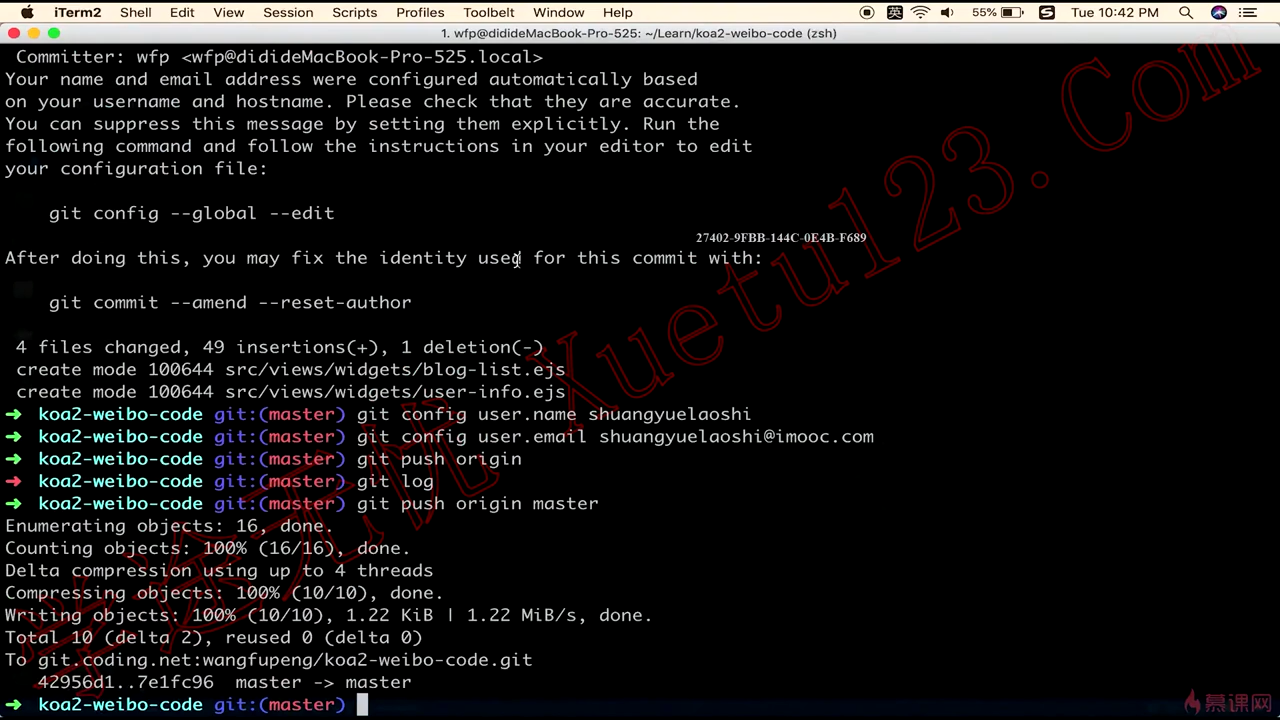 iTerm2 Shell Edit View Session Scripts Profiles Toolbelt Window Help 英 55% S Tue 10:42 PM
1. wfp@didideMacBook-Pro-525: ~/Learn/koa2-weibo-code (zsh)
Committer: wfp <wfp@didideMacBook-Pro-525.local>
Your name and email address were configured automatically based
on your username and hostname. Please check that they are accurate.
You can suppress this message by setting them explicitly. Run the
following command and follow the instructions in your editor to edit
your configuration file:
git config --global --edit
27402-9FBB-144C-0E4B-F689
After doing this, you may fix the identity used for this commit with:
git commit --amend --reset-author
4 files changed, 49 insertions(+), 1 deletion(-)
create mode 100644 src/views/widgets/blog-list.ejs
create mode 100644 src/views/widgets/user-info.ejs
➜ koa2-weibo-code git:(master) git config user.name shuangyuelaoshi
➜ koa2-weibo-code git:(master) git config user.email shuangyuelaoshi@imooc.com
➜ koa2-weibo-code git:(master) git push origin
➜ koa2-weibo-code git:(master) git log
➜ koa2-weibo-code git:(master) git push origin master
Enumerating objects: 16, done.
Counting objects: 100% (16/16), done.
Delta compression using up to 4 threads
Compressing objects: 100% (10/10), done.
Writing objects: 100% (10/10), 1.22 KiB | 1.22 MiB/s, done.
Total 10 (delta 2), reused 0 (delta 0)
To git.coding.net:wangfupeng/koa2-weibo-code.git
42956d1..7e1fc96 master -> master
➜ koa2-weibo-code git:(master)
学途无忧 Xuetu123.Com
慕课网